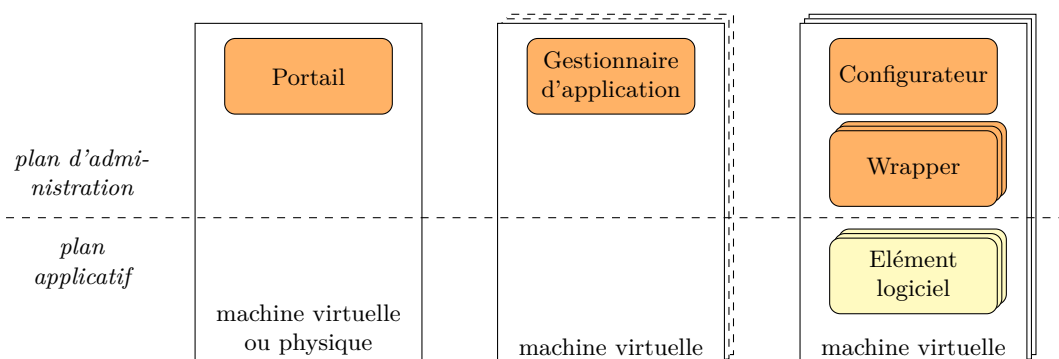 Portail
Gestionnaire
d'application
Configurateur
Wrapper
plan d'admi-
nistration
plan
applicatif
Elément
logiciel
machine virtuelle
ou physique
machine virtuelle
machine virtuelle